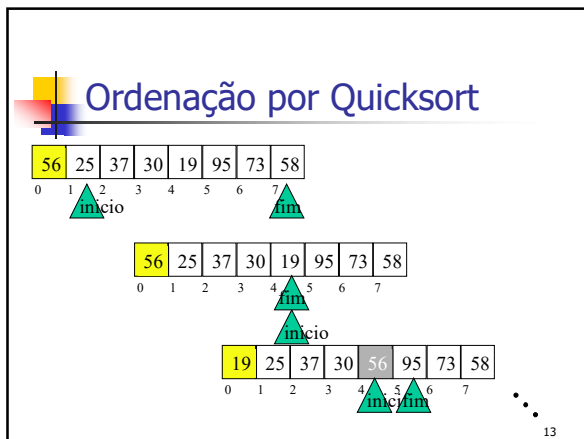 Ordenação por Quicksort
56 25 37 30 19 95 73 58
0 1 2 3 4 5 6 7
início fim
56 25 37 30 19 95 73 58
0 1 2 3 4 5 6 7
fim
início
19 25 37 30 56 95 73 58
0 1 2 3 4 5 6 7
iníci fim
13